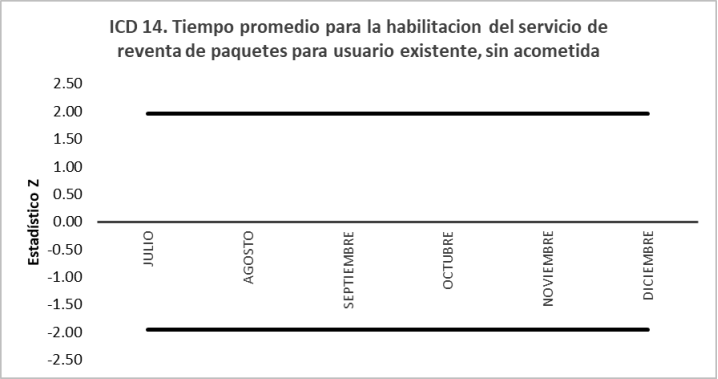 ICD 14. Tiempo promedio para la habilitacion del servicio de
reventa de paquetes para usuario existente, sin acometida
Estadístico Z
2.50
2.00
1.50
1.00
0.50
0.00
-0.50
-1.00
-1.50
-2.00
-2.50
JULIO
AGOSTO
SEPTIEMBRE
OCTUBRE
NOVIEMBRE
DICIEMBRE